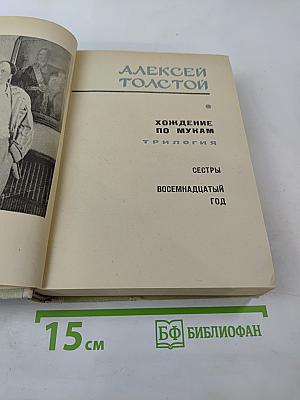 АЛЕКСЕЙ
ТОЛСТОЙ
ХОЖДЕНИЕ
ПО МУКАМ
ТРИЛОГИЯ
СЕСТРЫ
ВОСЕМНАДЦАТЫЙ
ГОД
15 см
БФ БИБЛИОФАН